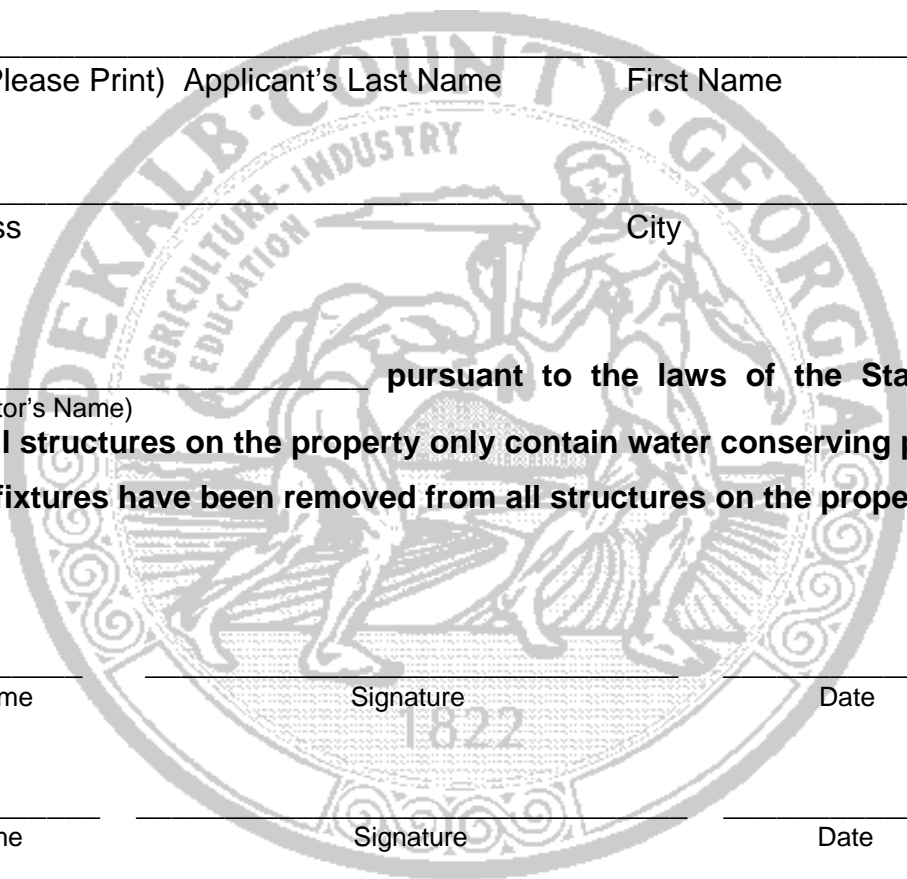 lease Print) Applicant's Last Name First Name
ss City
pursuant to the laws of the Sta
tor's Name)
l structures on the property only contain water conserving p
fixtures have been removed from all structures on the prope
me Signature Date
ne Signature Date
DEKALB·COUNTY·GEORGIA
AGRICULTURE-INDUSTRY
EDUCATION
1822